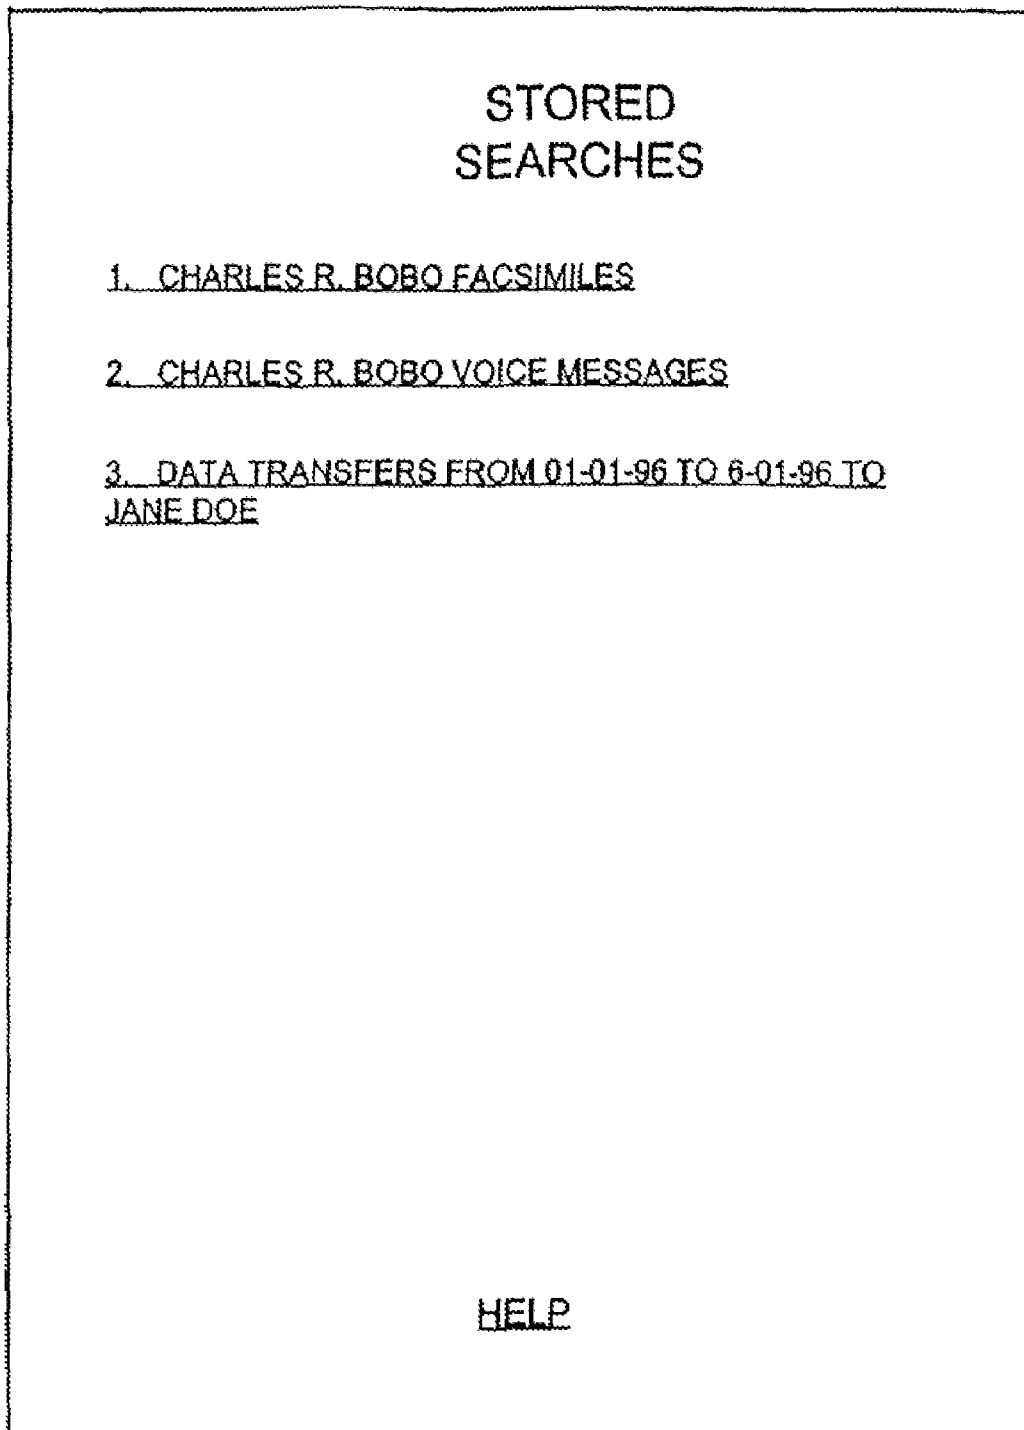 STORED
SEARCHES
1. CHARLES R. BOBO FACSIMILES
2. CHARLES R. BOBO VOICE MESSAGES
3. DATA TRANSFERS FROM 01-01-96 TO 6-01-96 TO
JANE DOE
HELP